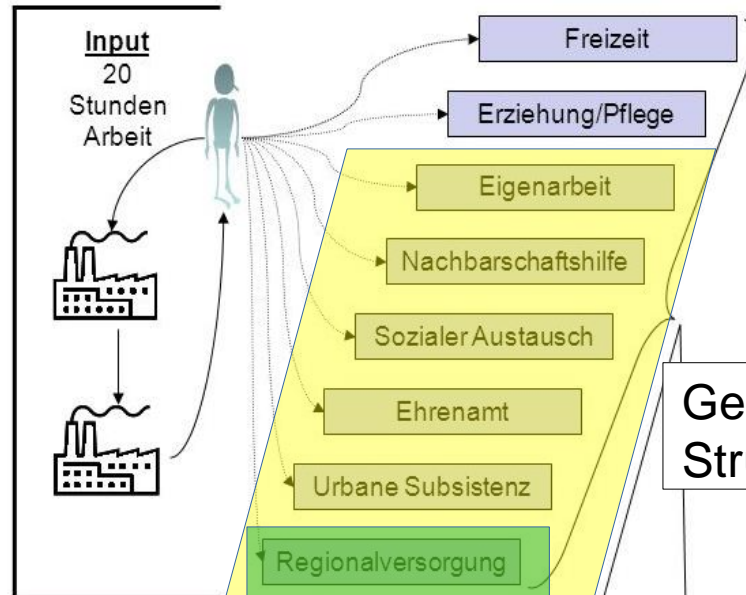 Input
20
Stunden
Arbeit
Freizeit
Erziehung/Pflege
Eigenarbeit
Nachbarschaftshilfe
Sozialer Austausch
Ehrenamt
Urbane Subsistenz
Regionalversorgung